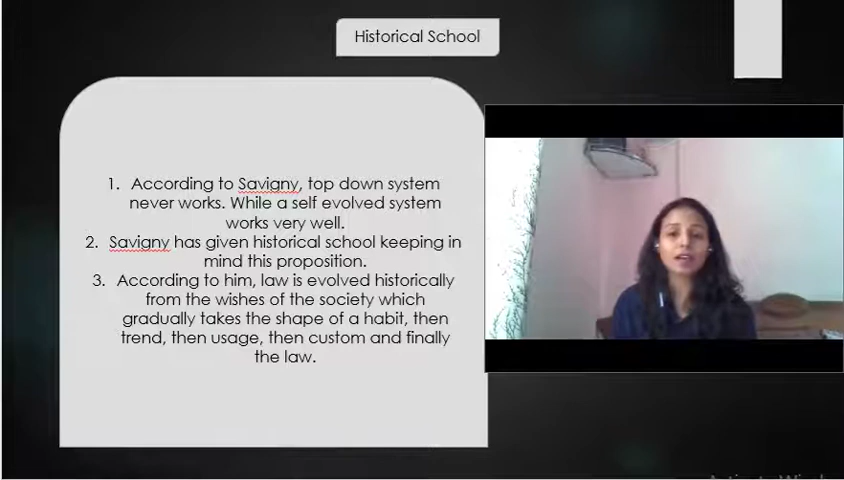 Historical School
1. According to Savigny, top down system
never works. While a self evolved system
works very well.
2. Savigny has given historical school keeping in
mind this proposition.
3. According to him, law is evolved historically
from the wishes of the society which
gradually takes the shape of a habit, then
trend, then usage, then custom and finally
the law.